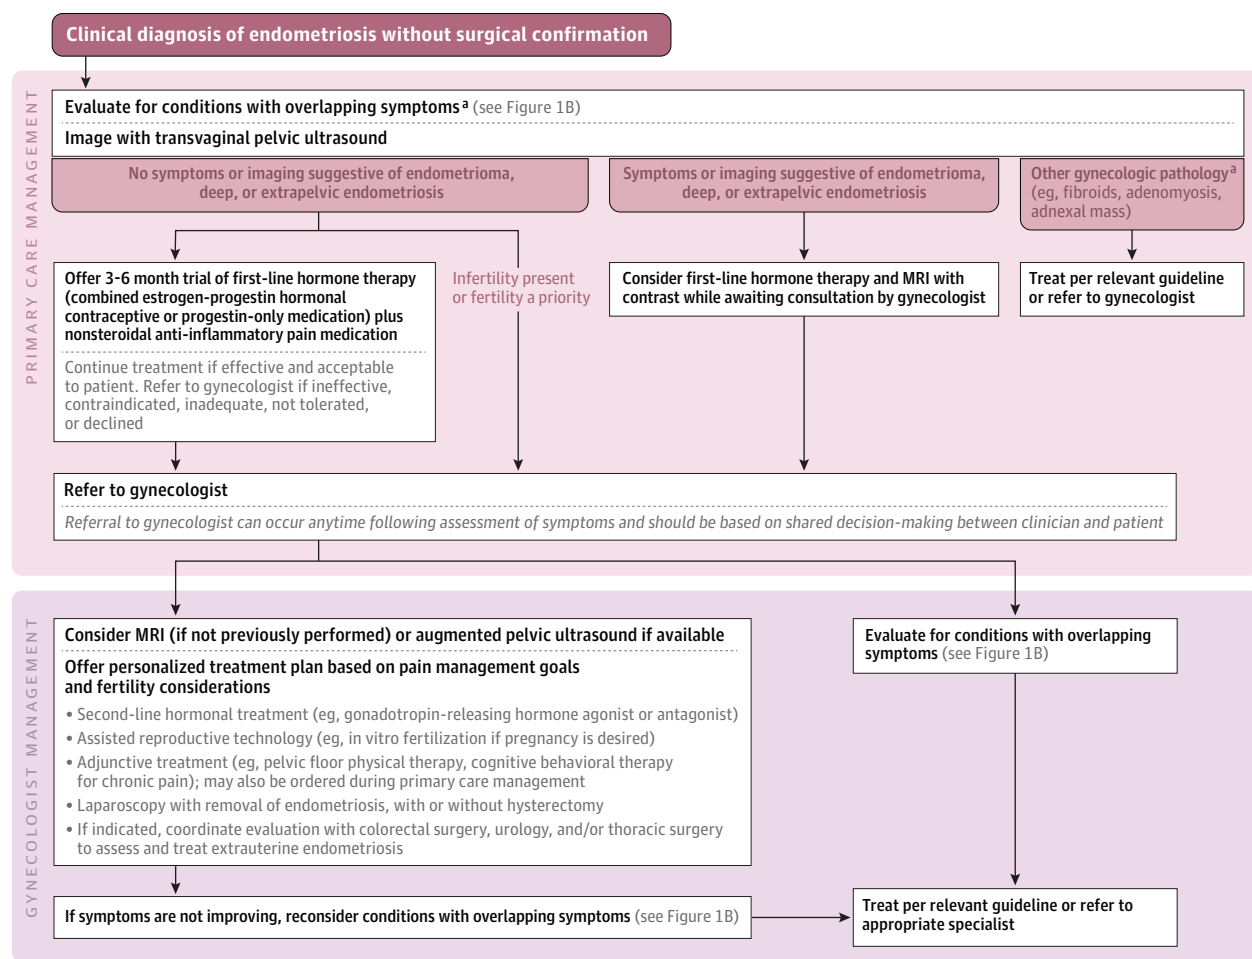 Clinical diagnosis of endometriosis without surgical confirmation
PRIMARY CARE MANAGEMENT
Evaluate for conditions with overlapping symptomsᵃ (see Figure 1B)
Image with transvaginal pelvic ultrasound
No symptoms or imaging suggestive of endometrioma,
deep, or extrapelvic endometriosis
Symptoms or imaging suggestive of endometrioma,
deep, or extrapelvic endometriosis
Other gynecologic pathologyᵃ
(eg, fibroids, adenomyosis,
adnexal mass)
Offer 3-6 month trial of first-line hormone therapy
(combined estrogen-progestin hormonal
contraceptive or progestin-only medication) plus
nonsteroidal anti-inflammatory pain medication
Continue treatment if effective and acceptable
to patient. Refer to gynecologist if ineffective,
contraindicated, inadequate, not tolerated,
or declined
Infertility present
or fertility a priority
Consider first-line hormone therapy and MRI with
contrast while awaiting consultation by gynecologist
Treat per relevant guideline
or refer to gynecologist
Refer to gynecologist
Referral to gynecologist can occur anytime following assessment of symptoms and should be based on shared decision-making between clinician and patient
GYNECOLOGIST MANAGEMENT
Consider MRI (if not previously performed) or augmented pelvic ultrasound if available
Offer personalized treatment plan based on pain management goals
and fertility considerations
• Second-line hormonal treatment (eg, gonadotropin-releasing hormone agonist or antagonist)
• Assisted reproductive technology (eg, in vitro fertilization if pregnancy is desired)
• Adjunctive treatment (eg, pelvic floor physical therapy, cognitive behavioral therapy
for chronic pain); may also be ordered during primary care management
• Laparoscopy with removal of endometriosis, with or without hysterectomy
• If indicated, coordinate evaluation with colorectal surgery, urology, and/or thoracic surgery
to assess and treat extrauterine endometriosis
Evaluate for conditions with overlapping
symptoms (see Figure 1B)
If symptoms are not improving, reconsider conditions with overlapping symptoms (see Figure 1B)
Treat per relevant guideline or refer to
appropriate specialist